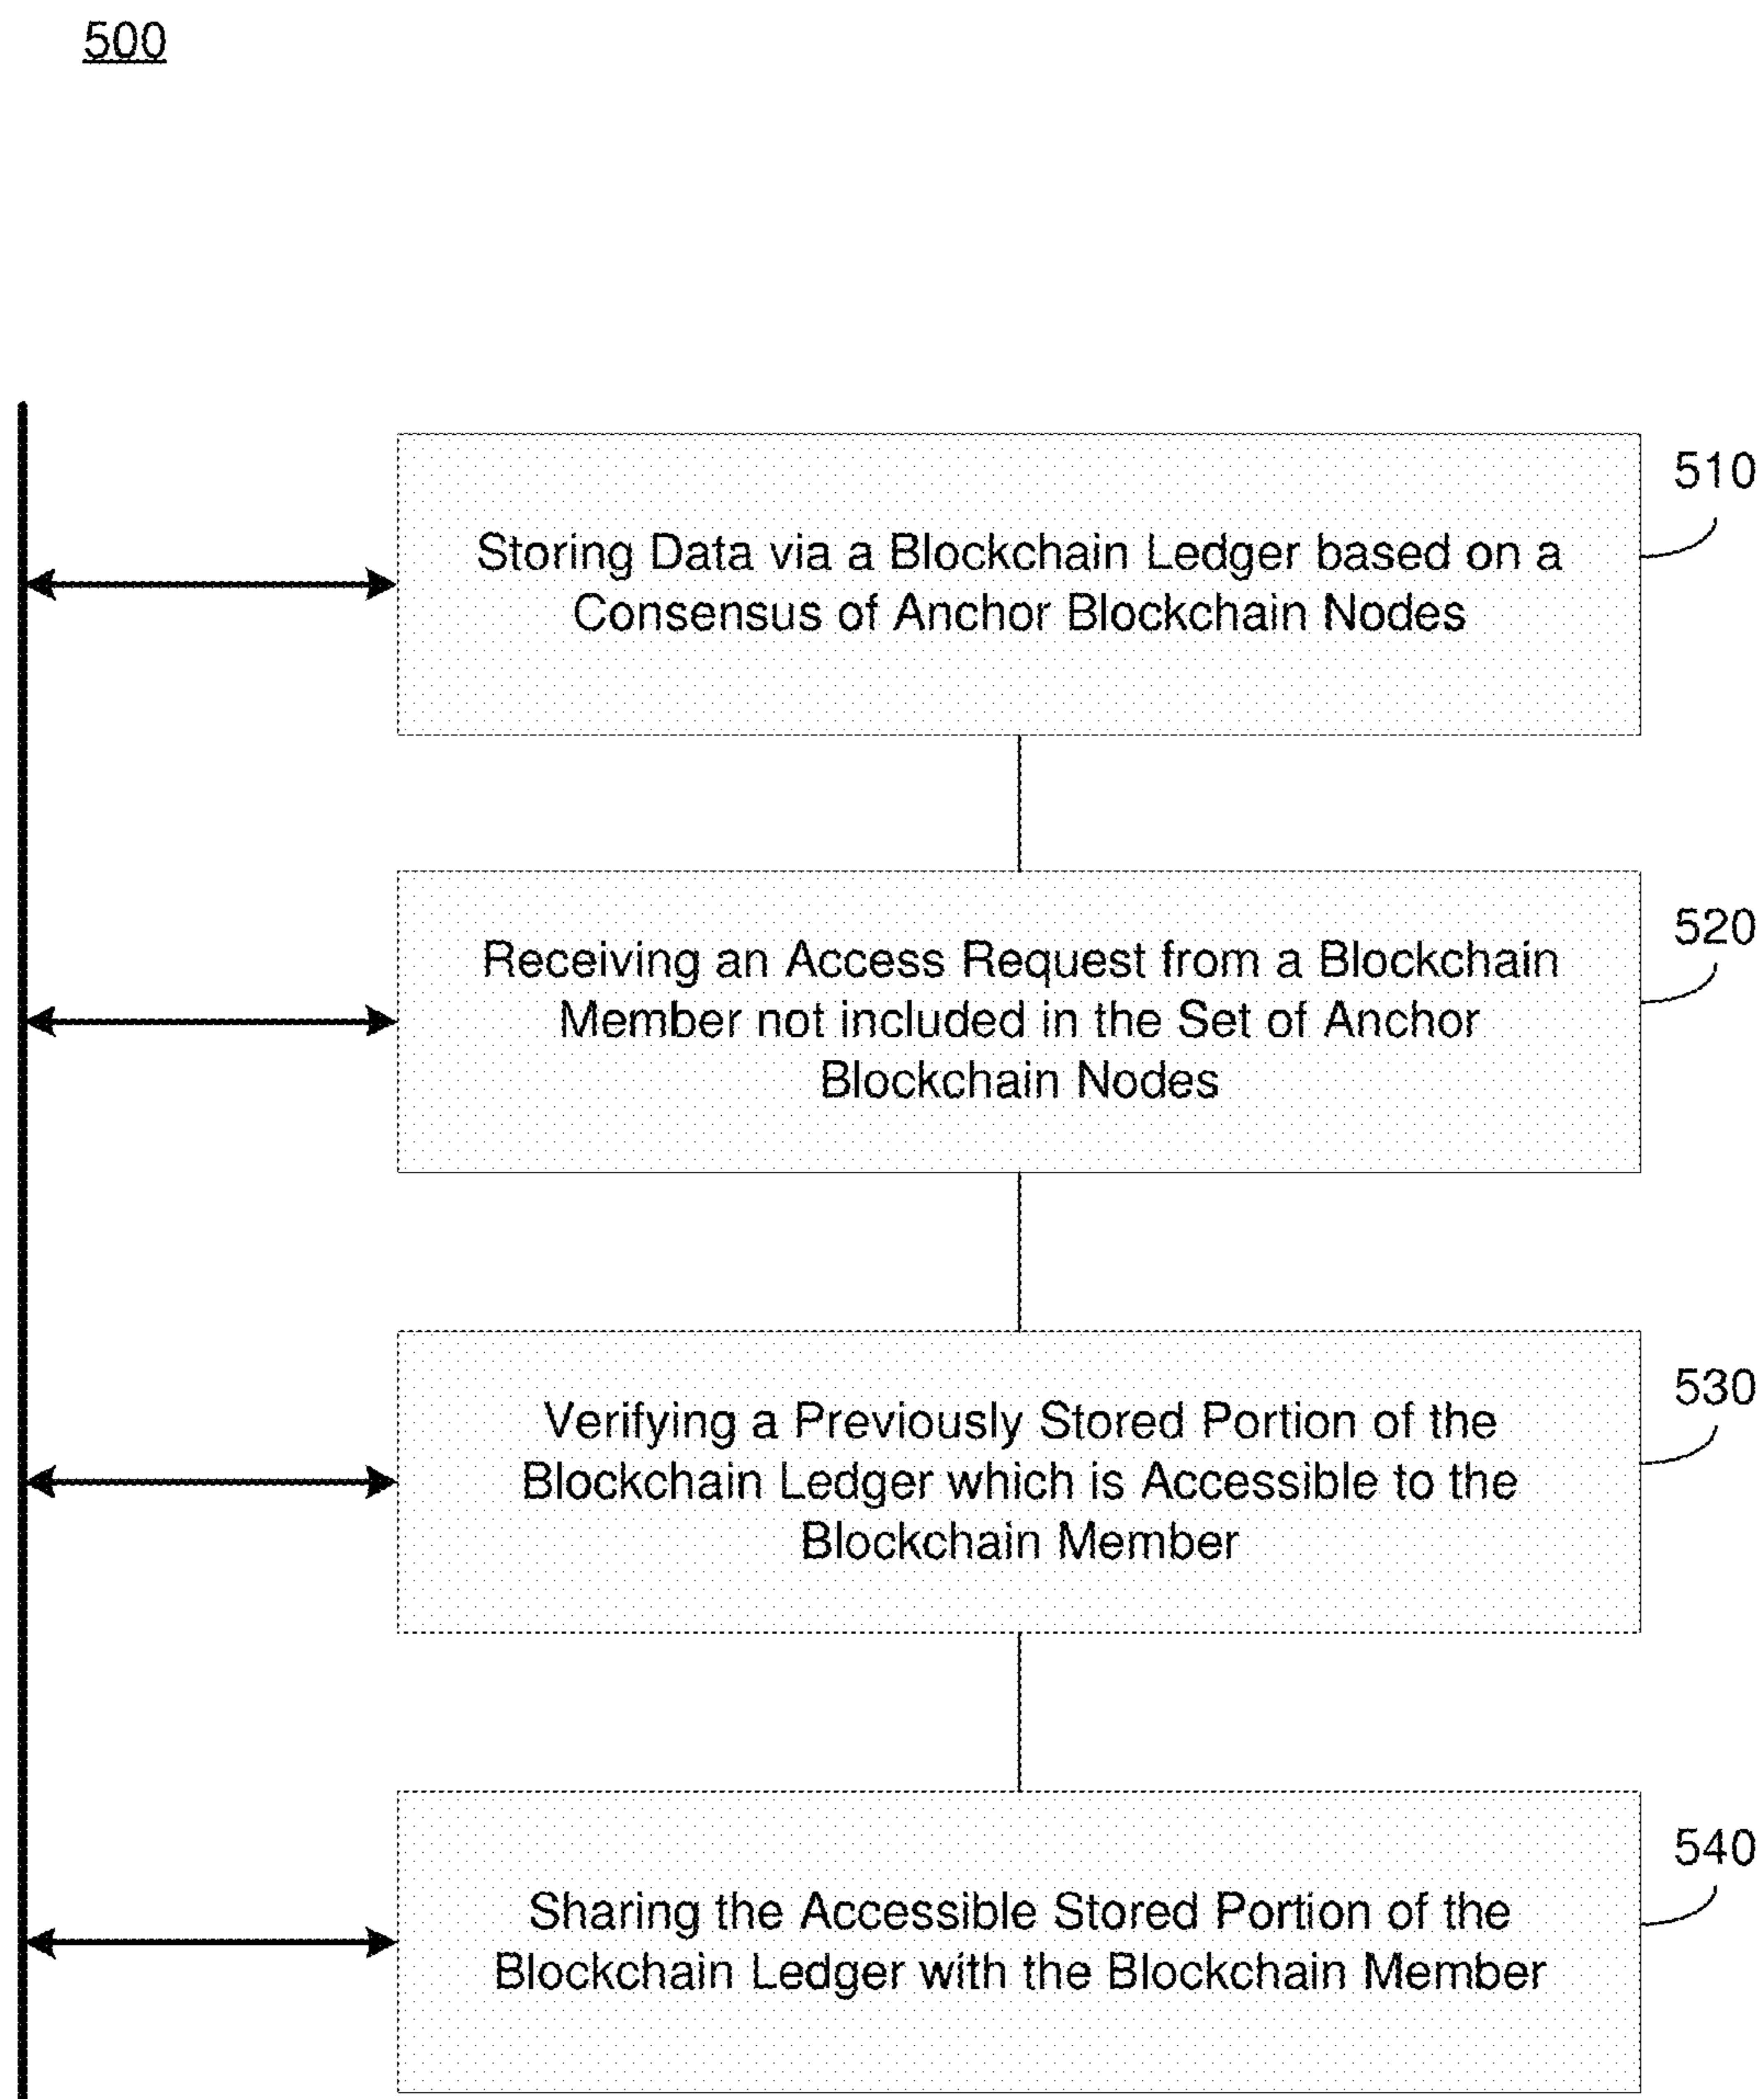 500
510
Storing Data via a Blockchain Ledger based on a
Consensus of Anchor Blockchain Nodes
520
Receiving an Access Request from a Blockchain
Member not included in the Set of Anchor
Blockchain Nodes
530
Verifying a Previously Stored Portion of the
Blockchain Ledger which is Accessible to the
Blockchain Member
540
Sharing the Accessible Stored Portion of the
Blockchain Ledger with the Blockchain Member